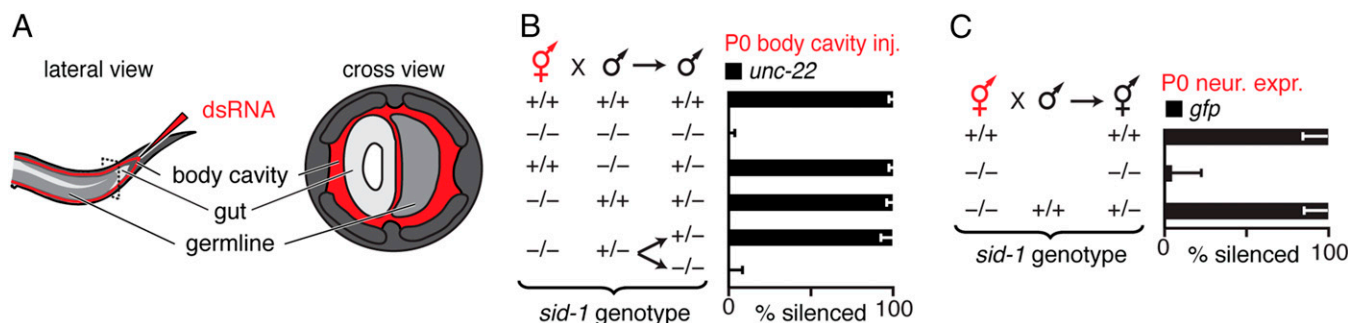 A
lateral view
cross view
dsRNA
body cavity
gut
germline
B
P0 body cavity inj.
⚥ X ♂ → ♂
unc-22
+/+ +/+ +/+
–/– –/– –/–
+/+ –/– +/–
–/– +/+ +/–
–/– +/– +/–
–/–
sid-1 genotype
0 % silenced 100
C
P0 neur. expr.
⚥ X ♂ → ⚥
gfp
+/+ +/+
–/– –/–
–/– +/+ +/–
sid-1 genotype
0 % silenced 100